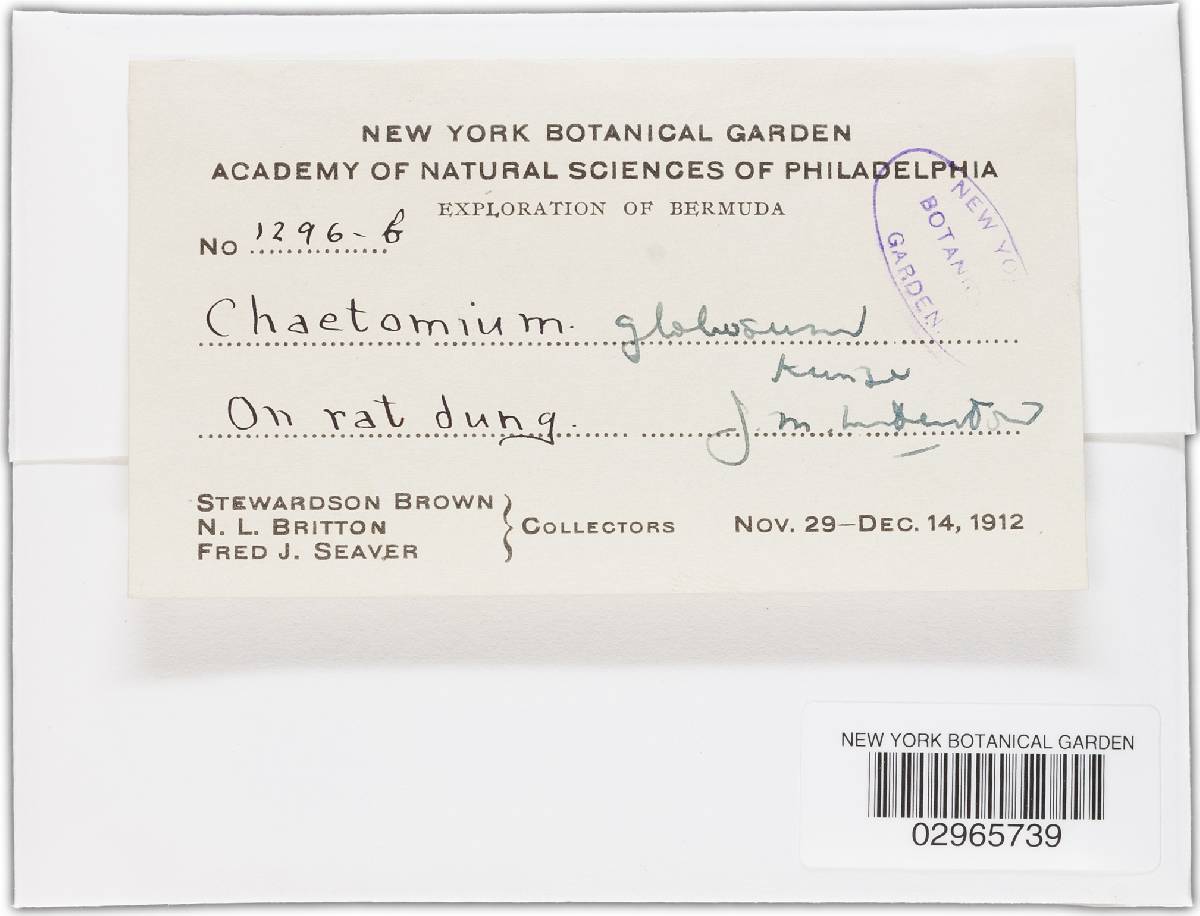 NEW YORK BOTANICAL GARDEN
ACADEMY OF NATURAL SCIENCES OF PHILADELPHIA
EXPLORATION OF BERMUDA
No 1296-b
Chaetomium. globosum
Kunze
On rat dung. J. M.
STEWARDSON BROWN
N. L. BRITTON
FRED J. SEAVER
COLLECTORS
NOV. 29–DEC. 14, 1912
NEW YO
BOTAN
GARDEN.
NEW YORK BOTANICAL GARDEN
02965739